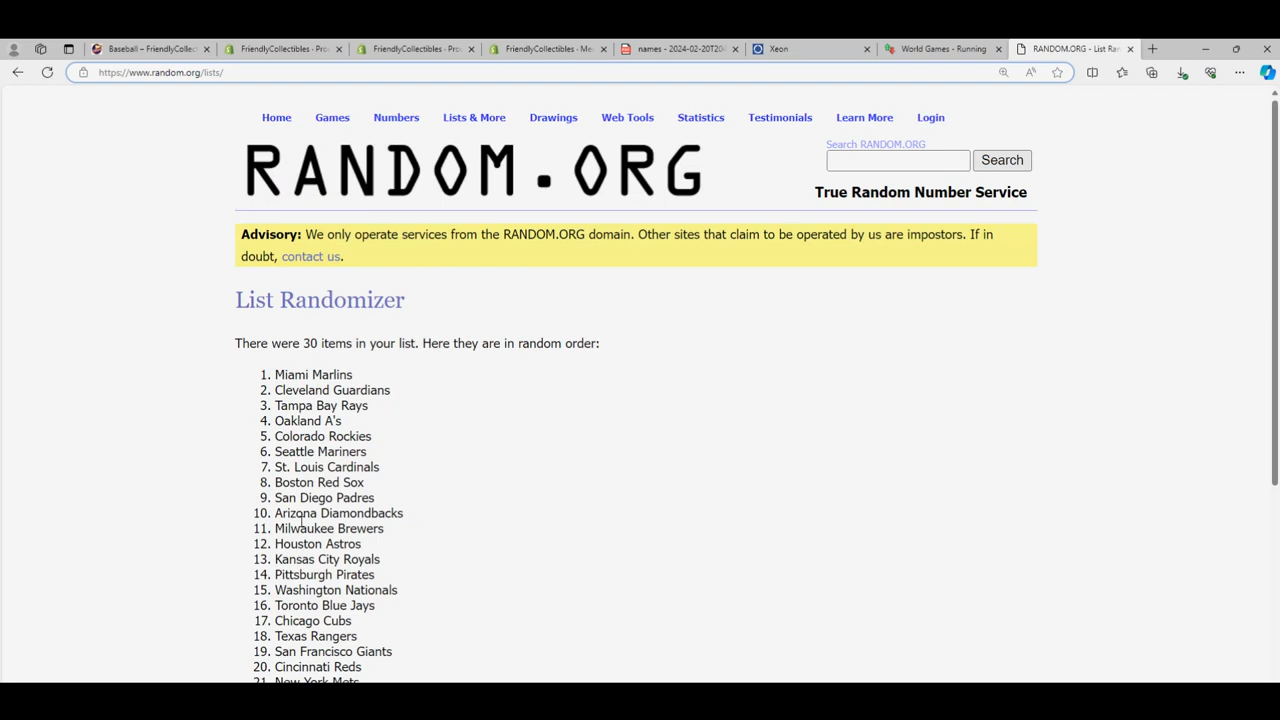 Baseball – FriendlyCollec
FriendlyCollectibles - Pro
FriendlyCollectibles - Pro
FriendlyCollectibles - Me
names - 2024-02-20T20
Xeon
World Games - Running
RANDOM.ORG - List Ra
https://www.random.org/lists/
Home Games Numbers Lists & More Drawings Web Tools Statistics Testimonials Learn More Login
RANDOM.ORG
Search RANDOM.ORG
Search
True Random Number Service
Advisory: We only operate services from the RANDOM.ORG domain. Other sites that claim to be operated by us are impostors. If in
doubt, contact us.
List Randomizer
There were 30 items in your list. Here they are in random order:
1. Miami Marlins
2. Cleveland Guardians
3. Tampa Bay Rays
4. Oakland A's
5. Colorado Rockies
6. Seattle Mariners
7. St. Louis Cardinals
8. Boston Red Sox
9. San Diego Padres
10. Arizona Diamondbacks
11. Milwaukee Brewers
12. Houston Astros
13. Kansas City Royals
14. Pittsburgh Pirates
15. Washington Nationals
16. Toronto Blue Jays
17. Chicago Cubs
18. Texas Rangers
19. San Francisco Giants
20. Cincinnati Reds
21. New York Mets